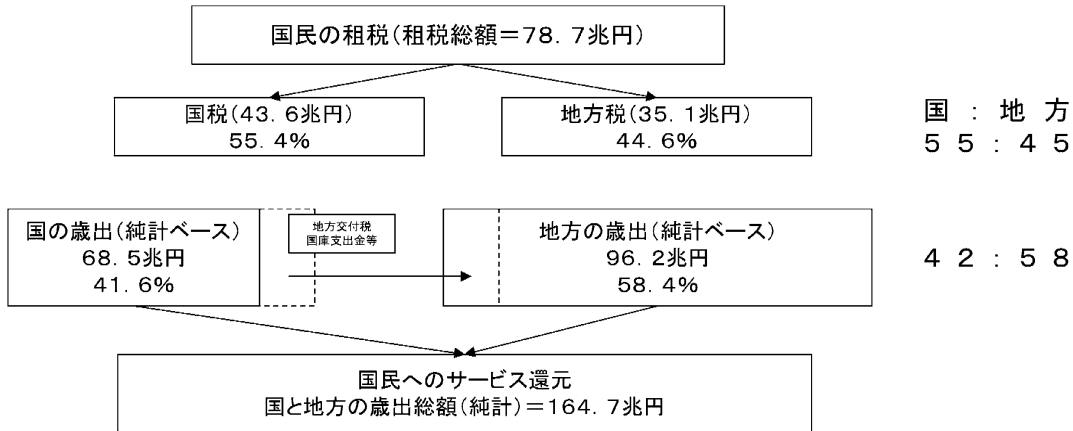 国民の租税(租税総額=78.7兆円)
国税(43.6兆円)
55.4%
地方税(35.1兆円)
44.6%
国:地方
55:45
国の歳出(純計ベース)
68.5兆円
41.6%
地方交付税
国庫支出金等
地方の歳出(純計ベース)
96.2兆円
58.4%
42:58
国民へのサービス還元
国と地方の歳出総額(純計)=164.7兆円